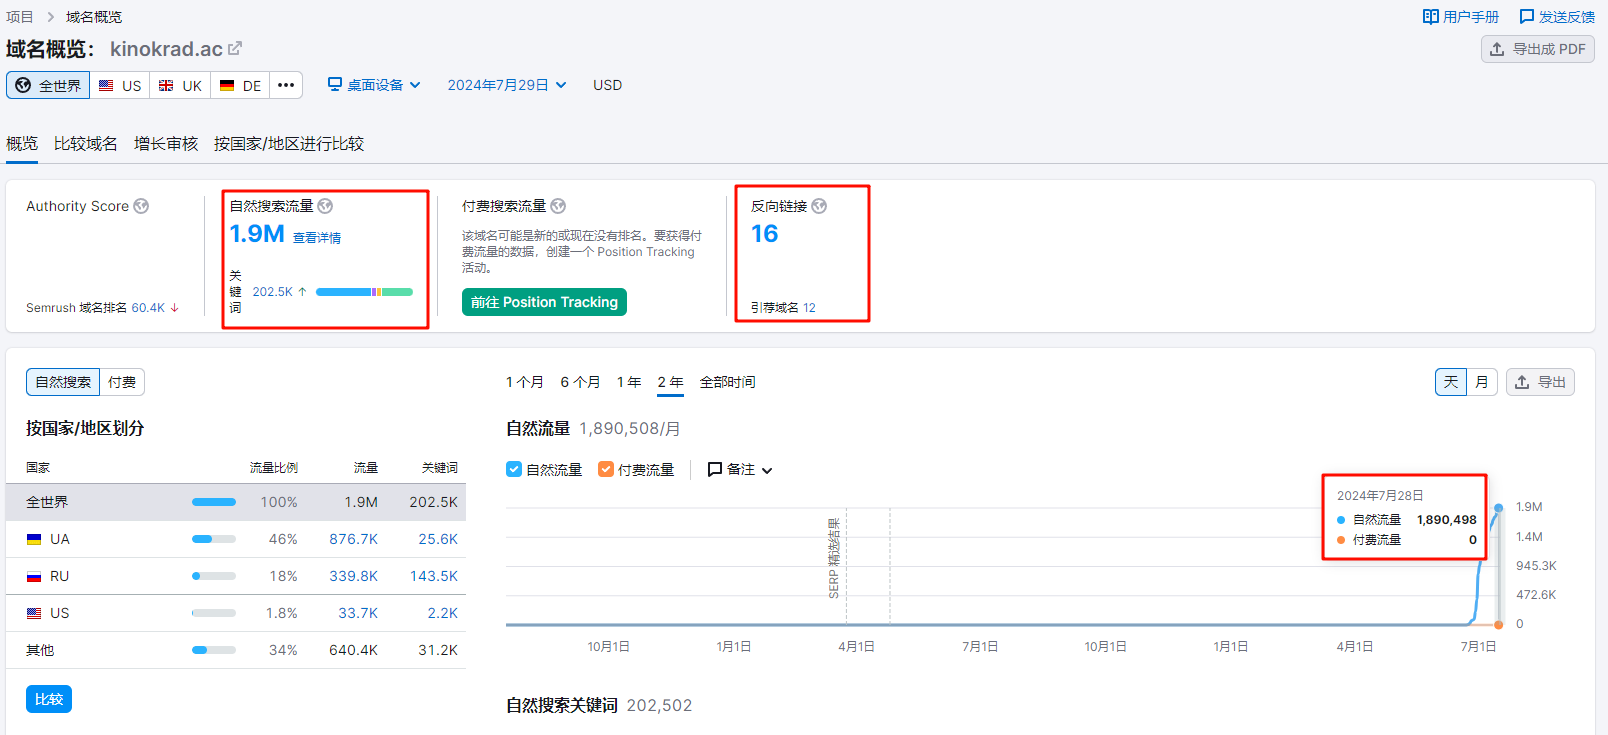 项目 > 域名概览
用户手册 发送反馈
域名概览： kinokrad.ac
导出成 PDF
全世界 US UK DE •••
桌面设备 2024年7月29日 USD
概览 比较域名 增长审核 按国家/地区进行比较
Authority Score
Semrush 域名排名 60.4K ↓
自然搜索流量
1.9M 查看详情
关键词 202.5K ↑
付费搜索流量
该域名可能是新的或现在没有排名。要获得付
费流量的数据，创建一个 Position Tracking
活动。
前往 Position Tracking
反向链接
16
引荐域名 12
自然搜索 付费
按国家/地区划分
国家 流量比例 流量 关键词
全世界 100% 1.9M 202.5K
UA 46% 876.7K 25.6K
RU 18% 339.8K 143.5K
US 1.8% 33.7K 2.2K
其他 34% 640.4K 31.2K
比较
1 个月 6 个月 1 年 2 年 全部时间
天 月 导出
自然流量 1,890,508/月
自然流量 付费流量 备注
SERP 精选结果
2024年7月28日
自然流量 1,890,498
付费流量 0
1.9M
1.4M
945.3K
472.6K
0
10月1日 1月1日 4月1日 7月1日 10月1日 1月1日 4月1日 7月1日
自然搜索关键词 202,502